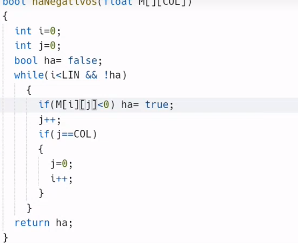 bool haNegativos(float M[][COL])
{
int i=0;
int j=0;
bool ha= false;
while(i<LIN && !ha)
{
if(M[i][j]<0) ha= true;
j++;
if(j==COL)
{
j=0;
i++;
}
}
return ha;
}